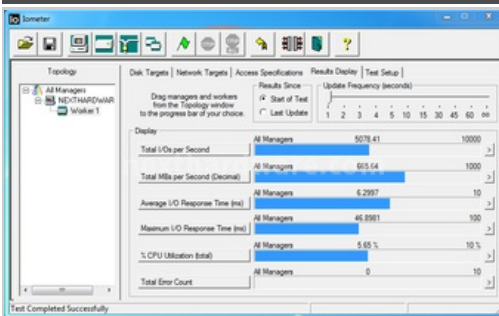 Iometer
Topology
All Managers
NEXTHARDWAR
Worker 1
Disk Targets
Network Targets
Access Specifications
Results Display
Test Setup
Drag managers and workers
from the Topology window
to the progress bar of your choice.
Results Since
Start of Test
Last Update
Update Frequency (seconds)
1 2 3 4 5 10 15 30 45 60 ∞
Display
All Managers 5078.41 10000
Total I/Os per Second
All Managers 665.64 1000
Total MBs per Second (Decimal)
All Managers 6.2997 10
Average I/O Response Time (ms)
All Managers 46.8981 100
Maximum I/O Response Time (ms)
All Managers 5.65 % 10 %
% CPU Utilization (total)
All Managers 0 10
Total Error Count
Test Completed Successfully